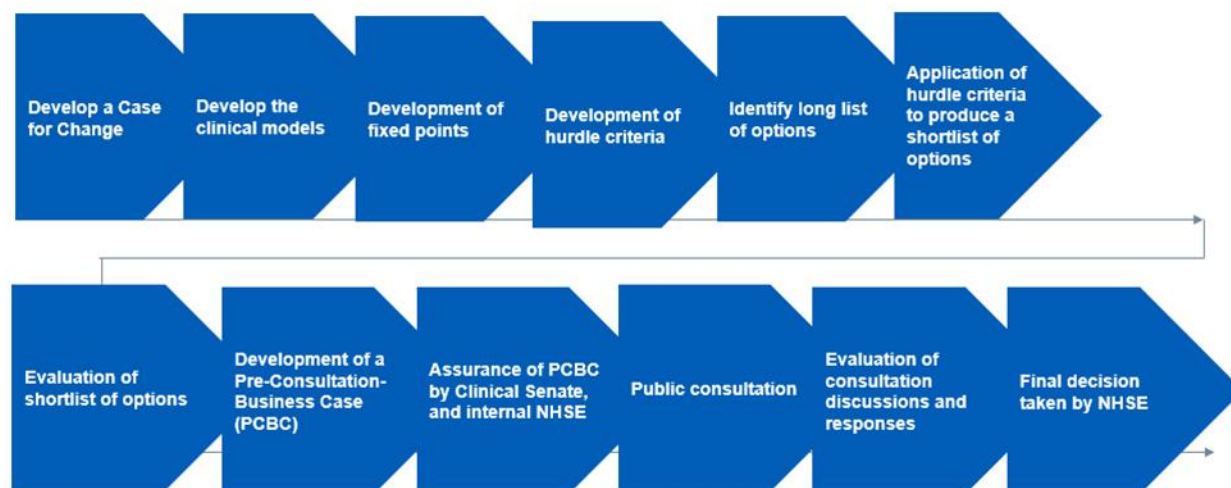 Develop a Case
for Change
Develop the
clinical models
Development of
fixed points
Development of
hurdle criteria
Identify long list
of options
Application of
hurdle criteria
to produce a
shortlist of
options
Evaluation of
shortlist of options
Development of a
Pre-Consultation-
Business Case
(PCBC)
Assurance of PCBC
by Clinical Senate,
and internal NHSE
Public consultation
Evaluation of
consultation
discussions and
responses
Final decision
taken by NHSE